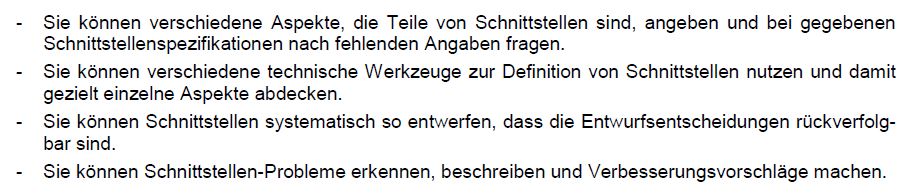 - Sie können verschiedene Aspekte, die Teile von Schnittstellen sind, angeben und bei gegebenen
Schnittstellenspezifikationen nach fehlenden Angaben fragen.
- Sie können verschiedene technische Werkzeuge zur Definition von Schnittstellen nutzen und damit
gezielt einzelne Aspekte abdecken.
- Sie können Schnittstellen systematisch so entwerfen, dass die Entwurfsentscheidungen rückverfolg-
bar sind.
- Sie können Schnittstellen-Probleme erkennen, beschreiben und Verbesserungsvorschläge machen.